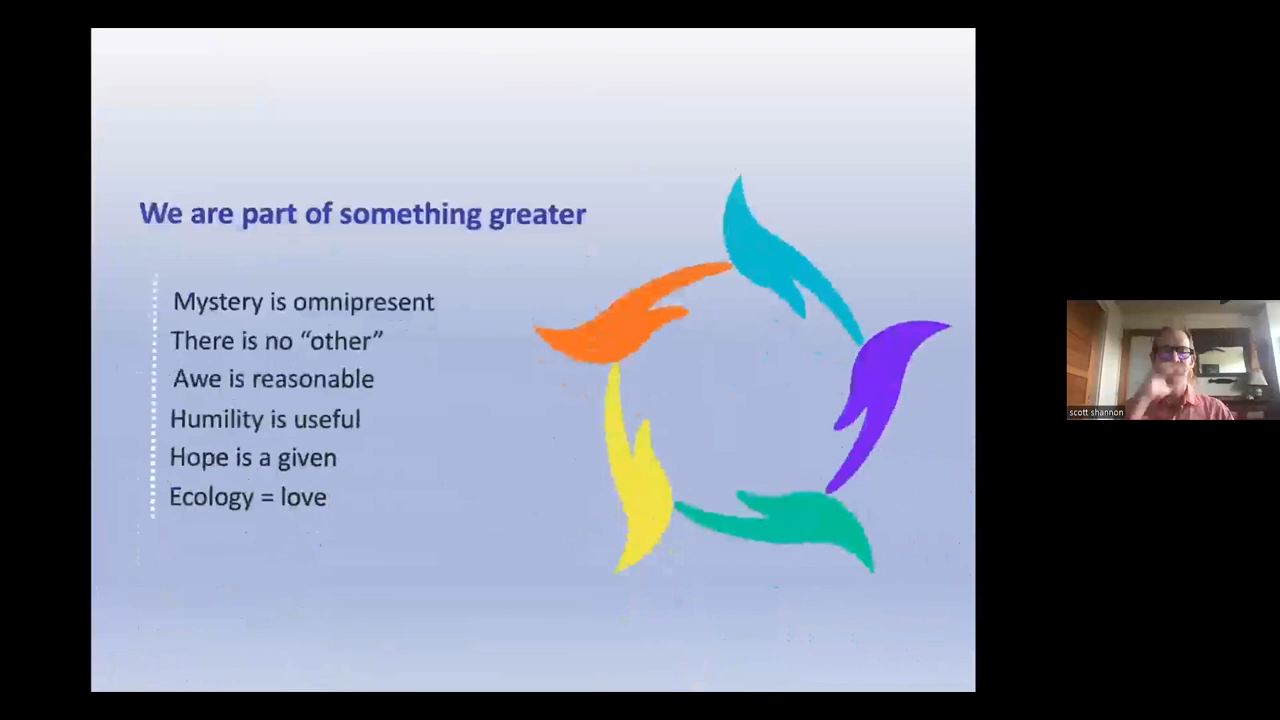 We are part of something greater
Mystery is omnipresent
There is no “other”
Awe is reasonable
Humility is useful
Hope is a given
Ecology = love
scott shannon